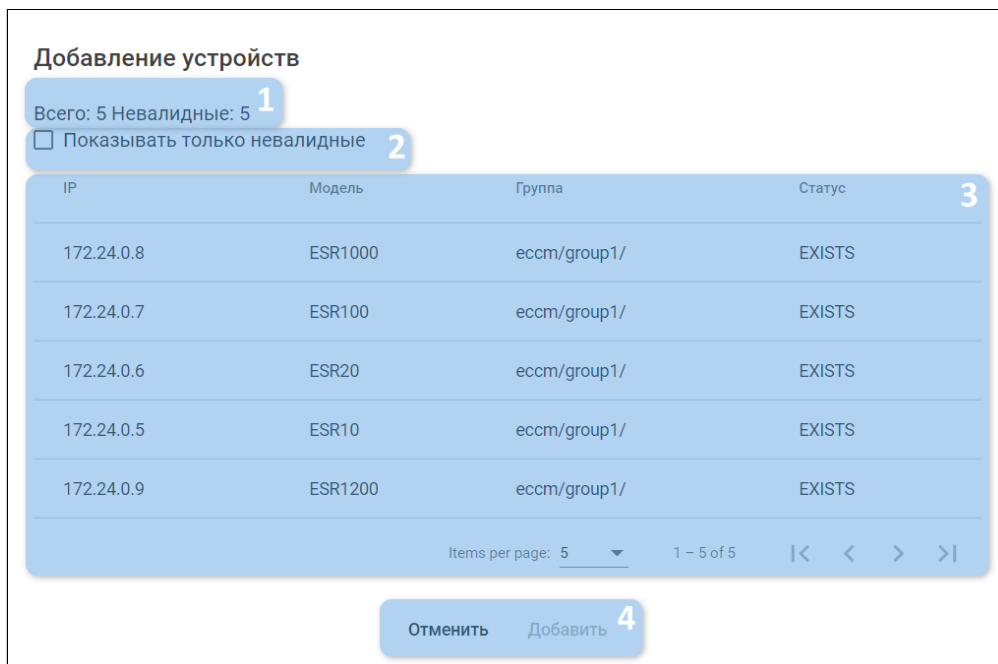 Добавление устройств
1
Всего: 5 Невалидные: 5
Показывать только невалидные 2
IP Модель Группа Статус 3
172.24.0.8 ESR1000 eccm/group1/ EXISTS
172.24.0.7 ESR100 eccm/group1/ EXISTS
172.24.0.6 ESR20 eccm/group1/ EXISTS
172.24.0.5 ESR10 eccm/group1/ EXISTS
172.24.0.9 ESR1200 eccm/group1/ EXISTS
Items per page: 5 1 – 5 of 5
Отменить Добавить 4